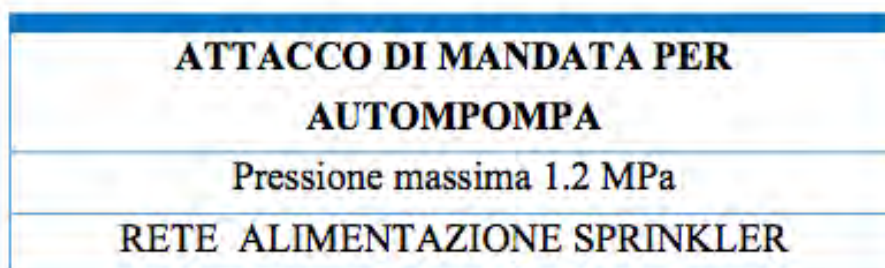 ATTACCO DI MANDATA PER
AUTOMPOMPA
Pressione massima 1.2 MPa
RETE ALIMENTAZIONE SPRINKLER